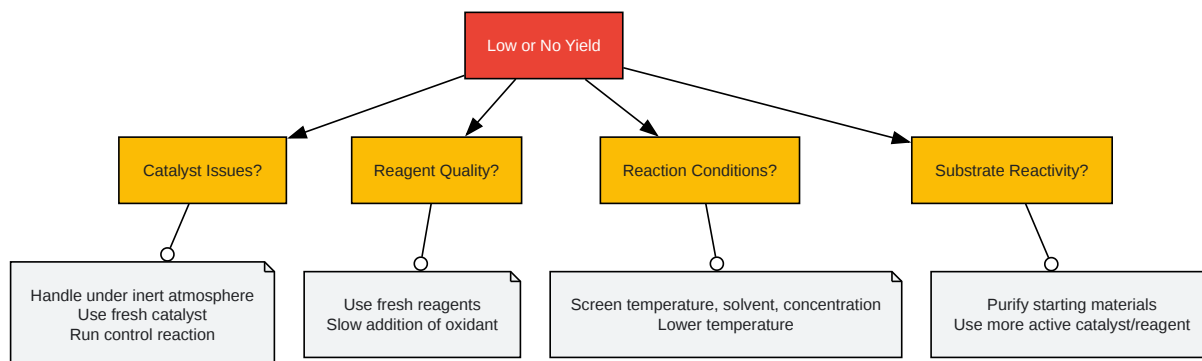 Low or No Yield
Catalyst Issues?
Reagent Quality?
Reaction Conditions?
Substrate Reactivity?
Handle under inert atmosphere
Use fresh catalyst
Run control reaction
Use fresh reagents
Slow addition of oxidant
Screen temperature, solvent, concentration
Lower temperature
Purify starting materials
Use more active catalyst/reagent